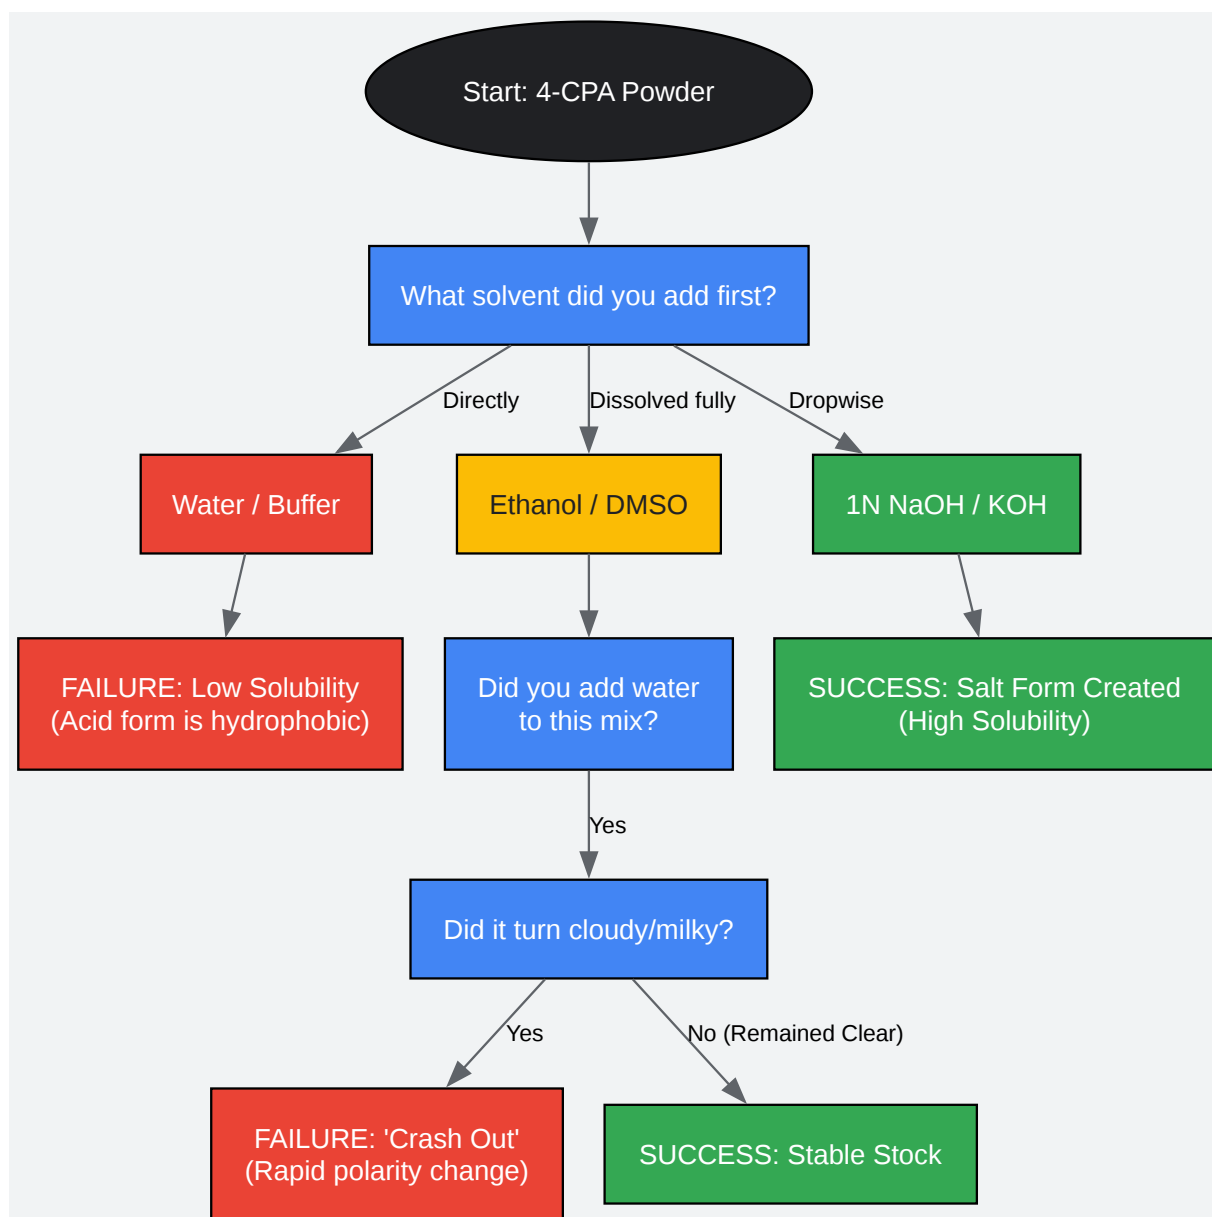 Start: 4-CPA Powder
What solvent did you add first?
Directly
Dissolved fully
Dropwise
Water / Buffer
Ethanol / DMSO
1N NaOH / KOH
FAILURE: Low Solubility
(Acid form is hydrophobic)
Did you add water
to this mix?
SUCCESS: Salt Form Created
(High Solubility)
Yes
Did it turn cloudy/milky?
Yes
No (Remained Clear)
FAILURE: 'Crash Out'
(Rapid polarity change)
SUCCESS: Stable Stock